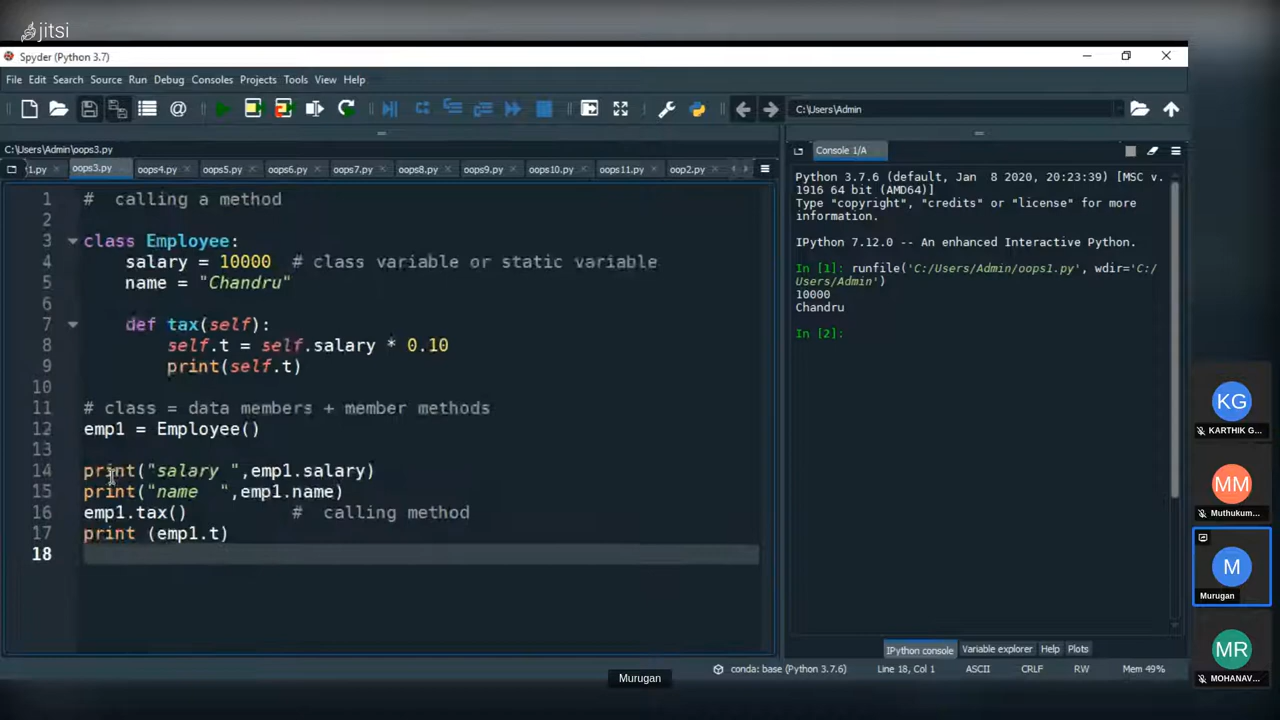 jitsi
Spyder (Python 3.7)
File Edit Search Source Run Debug Consoles Projects Tools View Help
C:\Users\Admin
C:\Users\Admin\oops3.py
1.py oops3.py oops4.py oops5.py oops6.py oops7.py oops8.py oops9.py oops10.py oops11.py oop2.py
1 # calling a method
2
3 class Employee:
4 salary = 10000 # class variable or static variable
5 name = "Chandru"
6
7 def tax(self):
8 self.t = self.salary * 0.10
9 print(self.t)
10
11 # class = data members + member methods
12 emp1 = Employee()
13
14 print("salary ",emp1.salary)
15 print("name  ",emp1.name)
16 emp1.tax() # calling method
17 print (emp1.t)
18
Console 1/A
Python 3.7.6 (default, Jan 8 2020, 20:23:39) [MSC v.
1916 64 bit (AMD64)]
Type "copyright", "credits" or "license" for more
information.
IPython 7.12.0 -- An enhanced Interactive Python.
In [1]: runfile('C:/Users/Admin/oops1.py', wdir='C:/
Users/Admin')
10000
Chandru
In [2]:
IPython console Variable explorer Help Plots
conda: base (Python 3.7.6) Line 18, Col 1 ASCII CRLF RW Mem 49%
Murugan
KG
KARTHIK G...
MM
Muthukum...
M
Murugan
MR
MOHANAV...